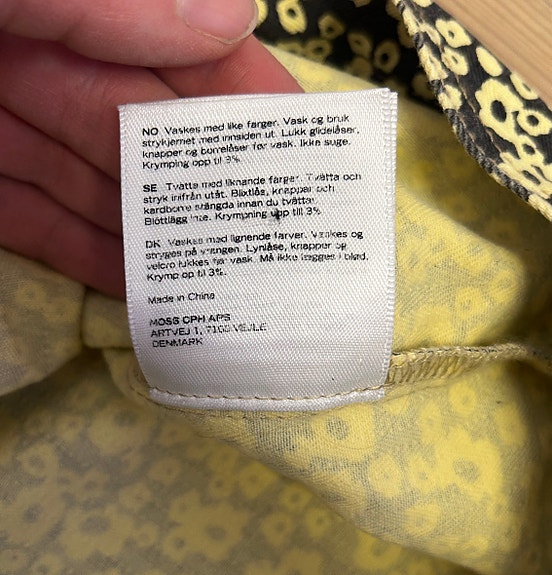 NO Vaskes med like farger. Vask og bruk
strykjernet med innsiden ut. Lukk glidelåser,
knapper og borrelåser før vask. Ikke suge.
Krymping opp til 3%
SE Tvätta med liknande färger. Tvätta och
stryk inifrån utåt. Blixtlås, knappar och
kardborre stängda innan du tvättar
Blötlägg inte. Krympning upp till 3%
DK Vaskes med lignende farver. Vaskes og
stryges på vrangen. Lynlåse, knapper og
velcro lukkes før vask. Må ikke lægges i blød.
Krymp op til 3%.
Made in China
MOSS CPH APS
ARTVEJ 1, 7100 VEJLE
DENMARK